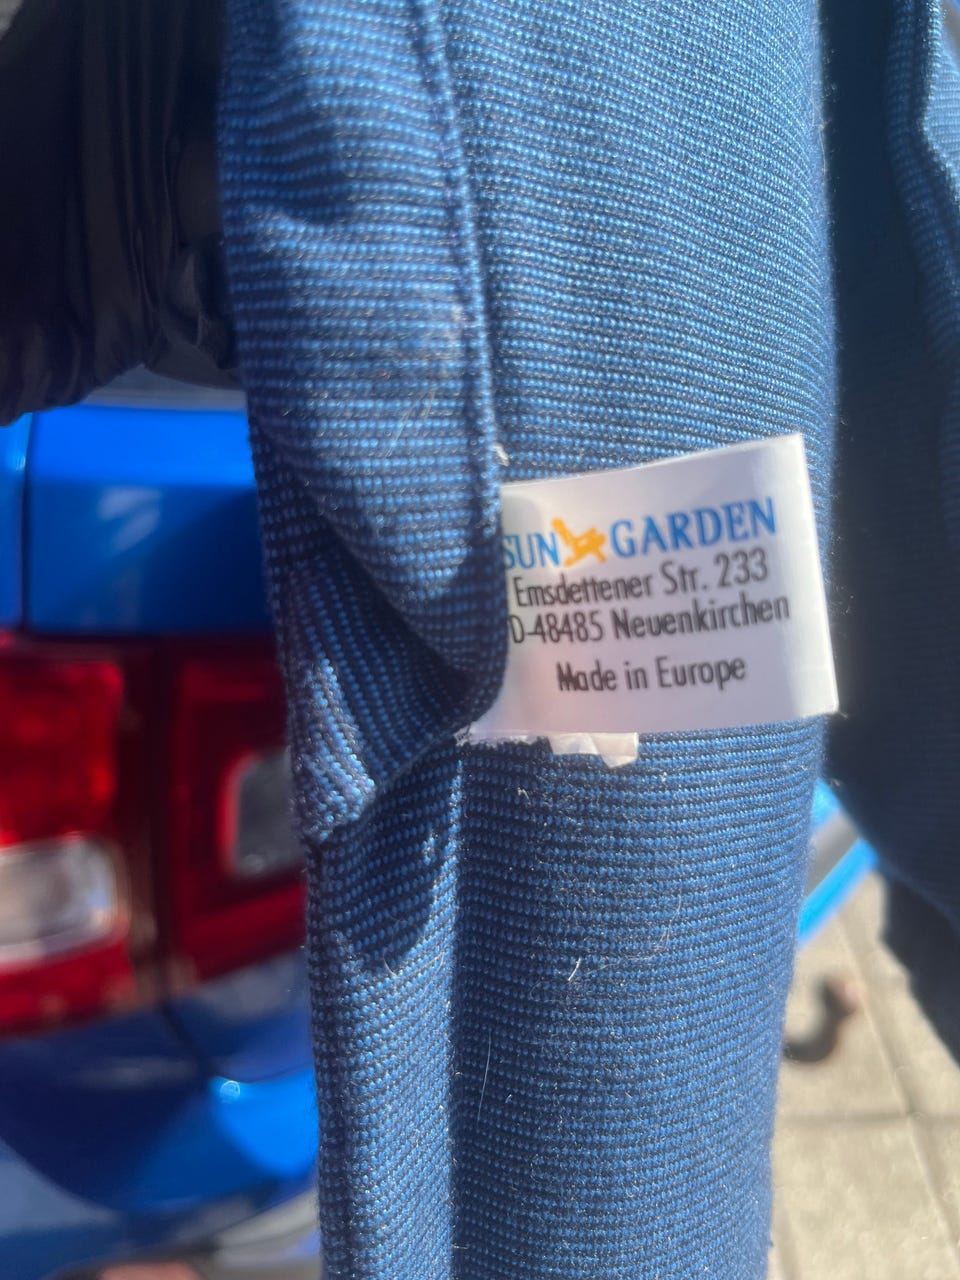 SUN GARDEN
Emsdettener Str. 233
D-48485 Neuenkirchen
Made in Europe